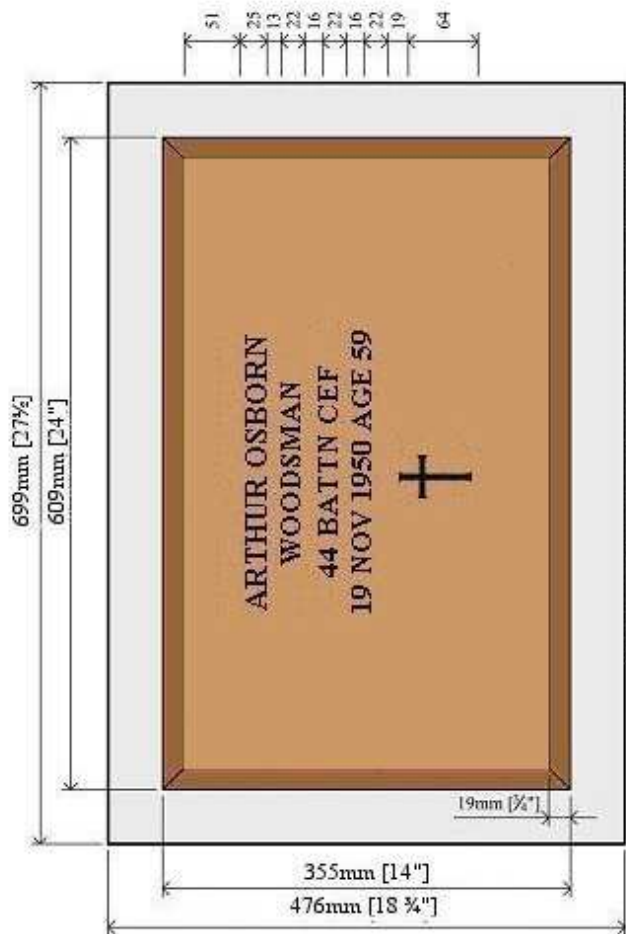 51
25
13
22
16
22
16
22
19
64
699mm [27½]
609mm [24"]
ARTHUR OSBORN
WOODSMAN
44 BATTN CEF
19 NOV 1950 AGE 59
19mm [¾"]
355mm [14"]
476mm [18 ¾"]